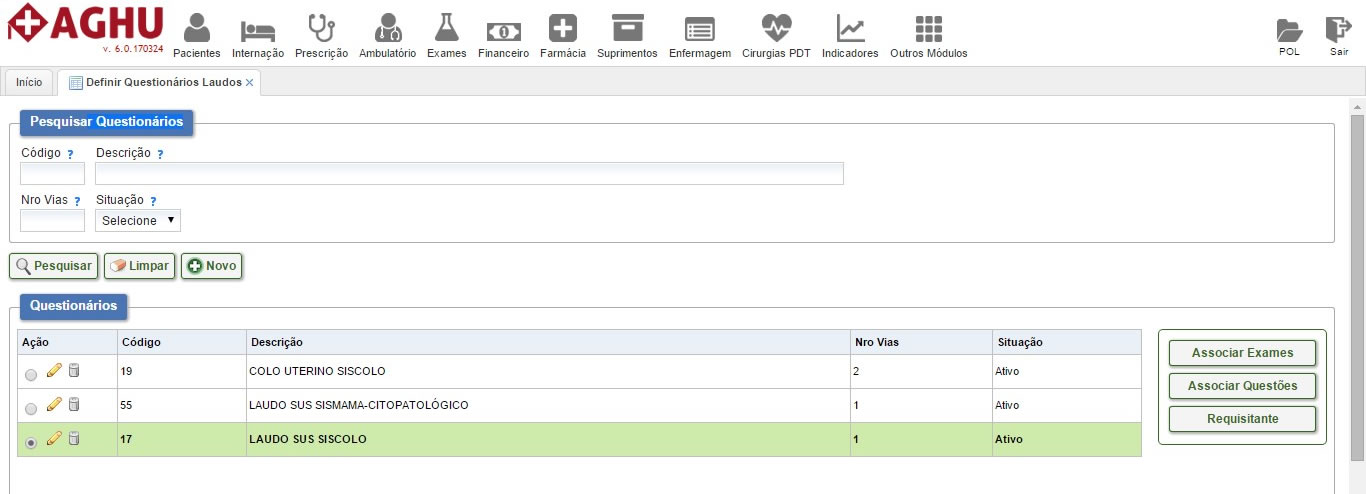 AGHU
v. 6.0.170324
Pacientes Internação Prescrição Ambulatório Exames Financeiro Farmácia Suprimentos Enfermagem Cirurgias PDT Indicadores Outros Módulos POL Sair
Início Definir Questionários Laudos ×
Pesquisar Questionários
Código ? Descrição ?
Nro Vias ? Situação ?
Selecione
Pesquisar Limpar Novo
Questionários
Ação Código Descrição Nro Vias Situação
19 COLO UTERINO SISCOLO 2 Ativo
55 LAUDO SUS SISMAMA-CITOPATOLÓGICO 1 Ativo
17 LAUDO SUS SISCOLO 1 Ativo
Associar Exames
Associar Questões
Requisitante